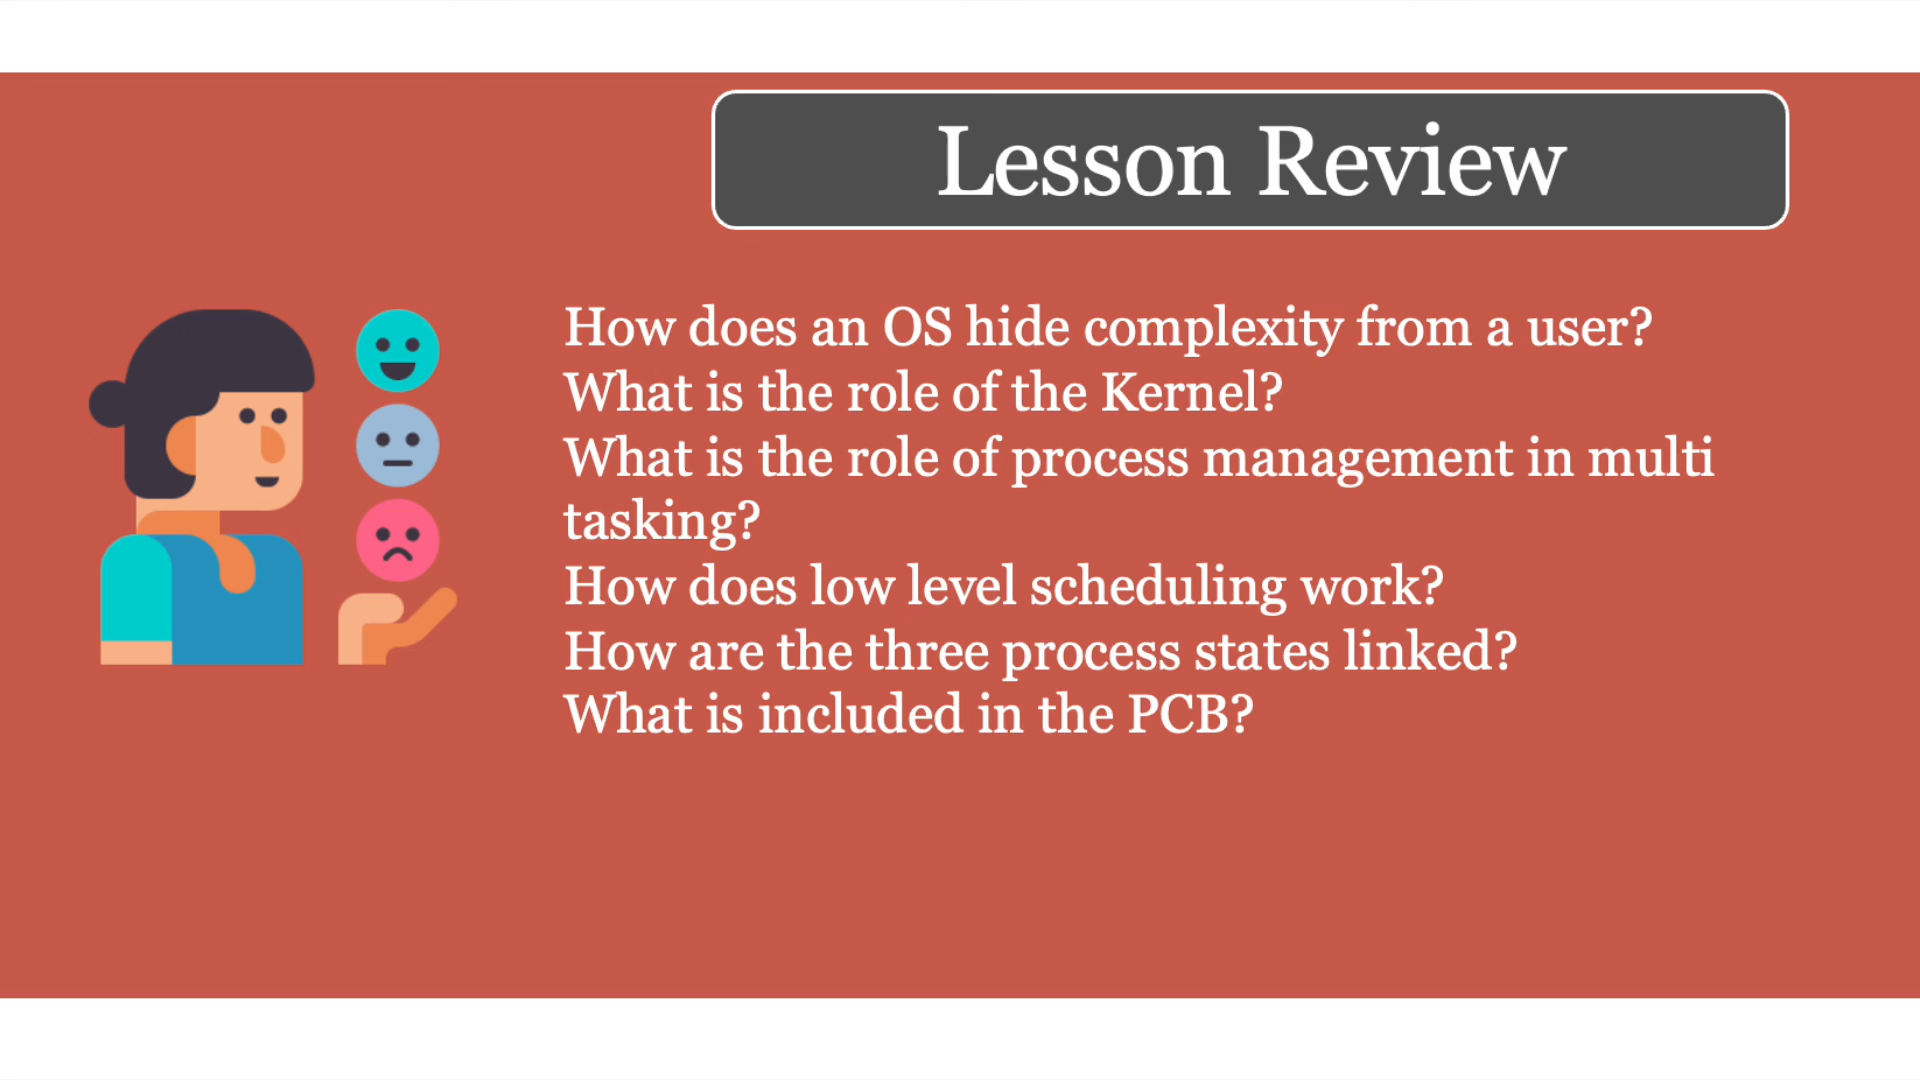 Lesson Review
How does an OS hide complexity from a user?
What is the role of the Kernel?
What is the role of process management in multi
tasking?
How does low level scheduling work?
How are the three process states linked?
What is included in the PCB?